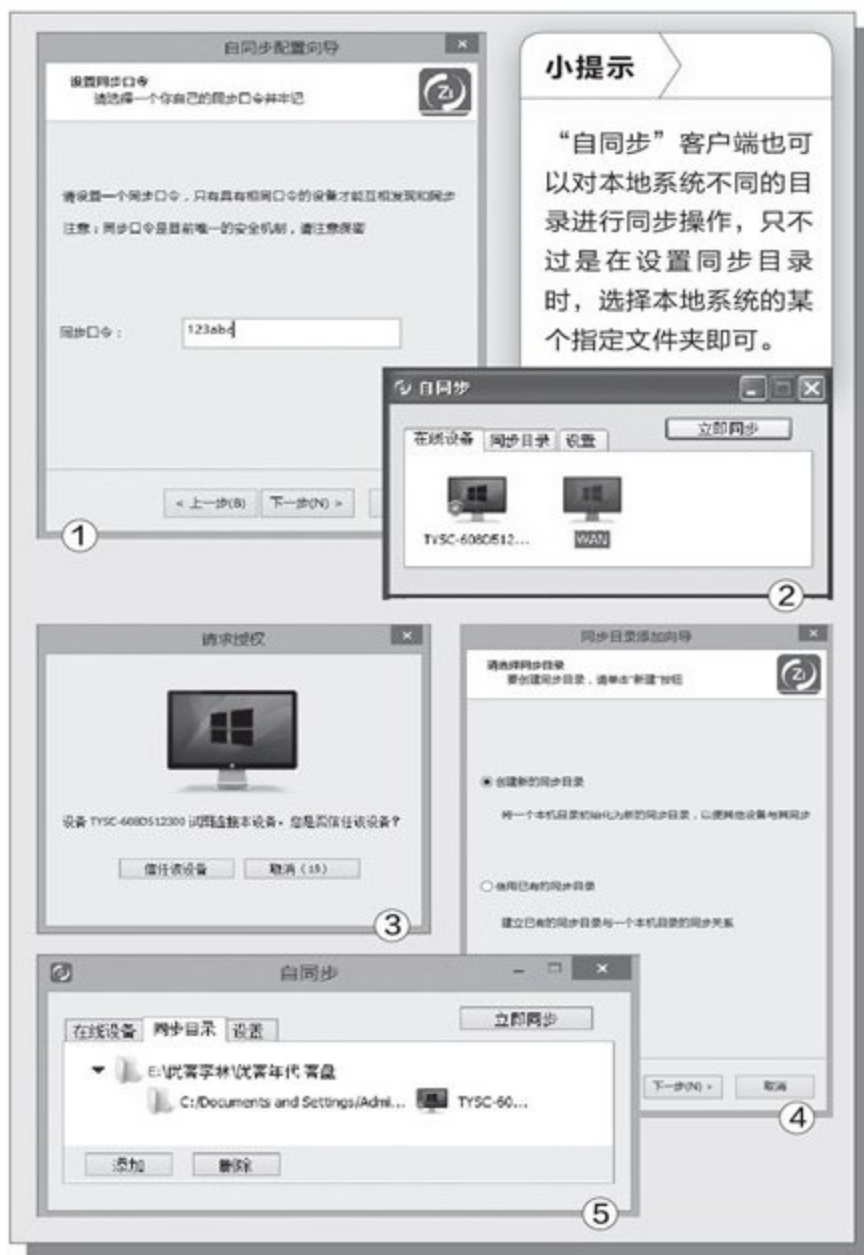 自同步配置向导
设置同步口令
请选择一个你自己的同步口令并牢记
请设置一个同步口令，只有具有相同口令的设备才能互相发现和同步
注意：同步口令是目前唯一的安全机制，请注意保密
同步口令：
123abc
< 上一步(B) 下一步(N) >
①
小提示
“自同步”客户端也可
以对本地系统不同的目
录进行同步操作，只不
过是在设置同步目录
时，选择本地系统的某
个指定文件夹即可。
自同步
在线设备 同步目录 设置 立即同步
TYSC-608D512... WAN
②
请求授权
设备 TYSC-608D512300 试图连接本设备，您是否信任该设备？
信任该设备 取消（15）
③
同步目录添加向导
请选择同步目录
要创建同步目录，请单击“新建”按钮
创建新的同步目录
将一个本机目录初始化为新的同步目录，以便其他设备与其同步
使用已有的同步目录
建立已有的同步目录与一个本机目录的同步关系
下一步(N) > 取消
④
自同步
在线设备 同步目录 设置 立即同步
E:\优客学林\优客年代 客盘
C:/Documents and Settings/Admi... TYSC-60...
添加 删除
⑤